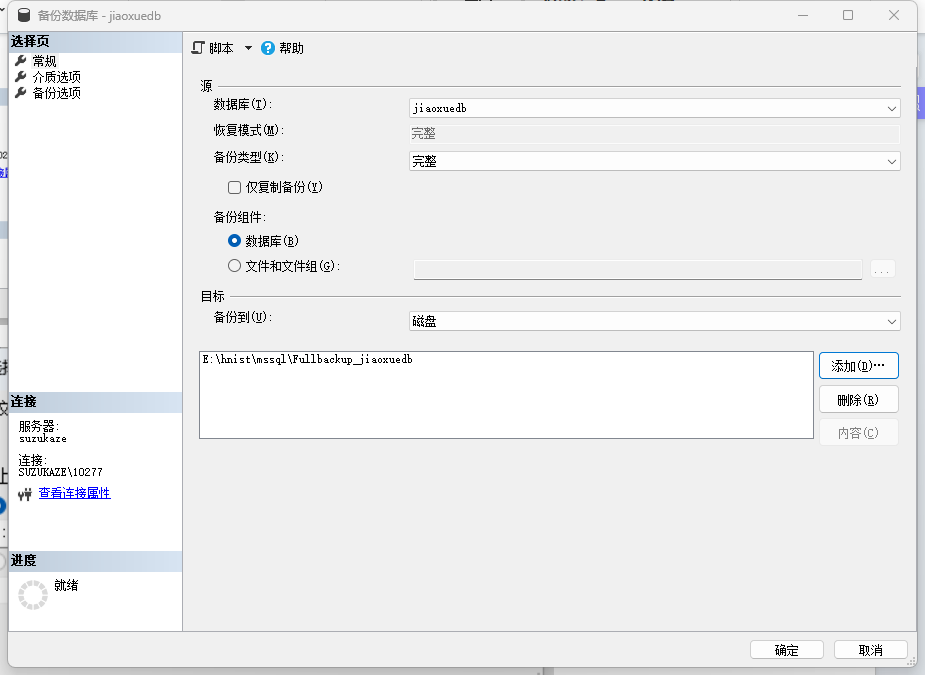 备份数据库 - jiaoxuedb
选择页
常规
介质选项
备份选项
脚本
帮助
源
数据库(T):
jiaoxuedb
恢复模式(M):
完整
备份类型(K):
完整
仅复制备份(Y)
备份组件:
数据库(B)
文件和文件组(G):
...
目标
备份到(U):
磁盘
E:\hnist\mssql\Fullbackup_jiaoxuedb
添加(D)…
删除(R)
内容(C)
连接
服务器:
suzukaze
连接:
SUZUKAZE\10277
查看连接属性
进度
就绪
确定
取消